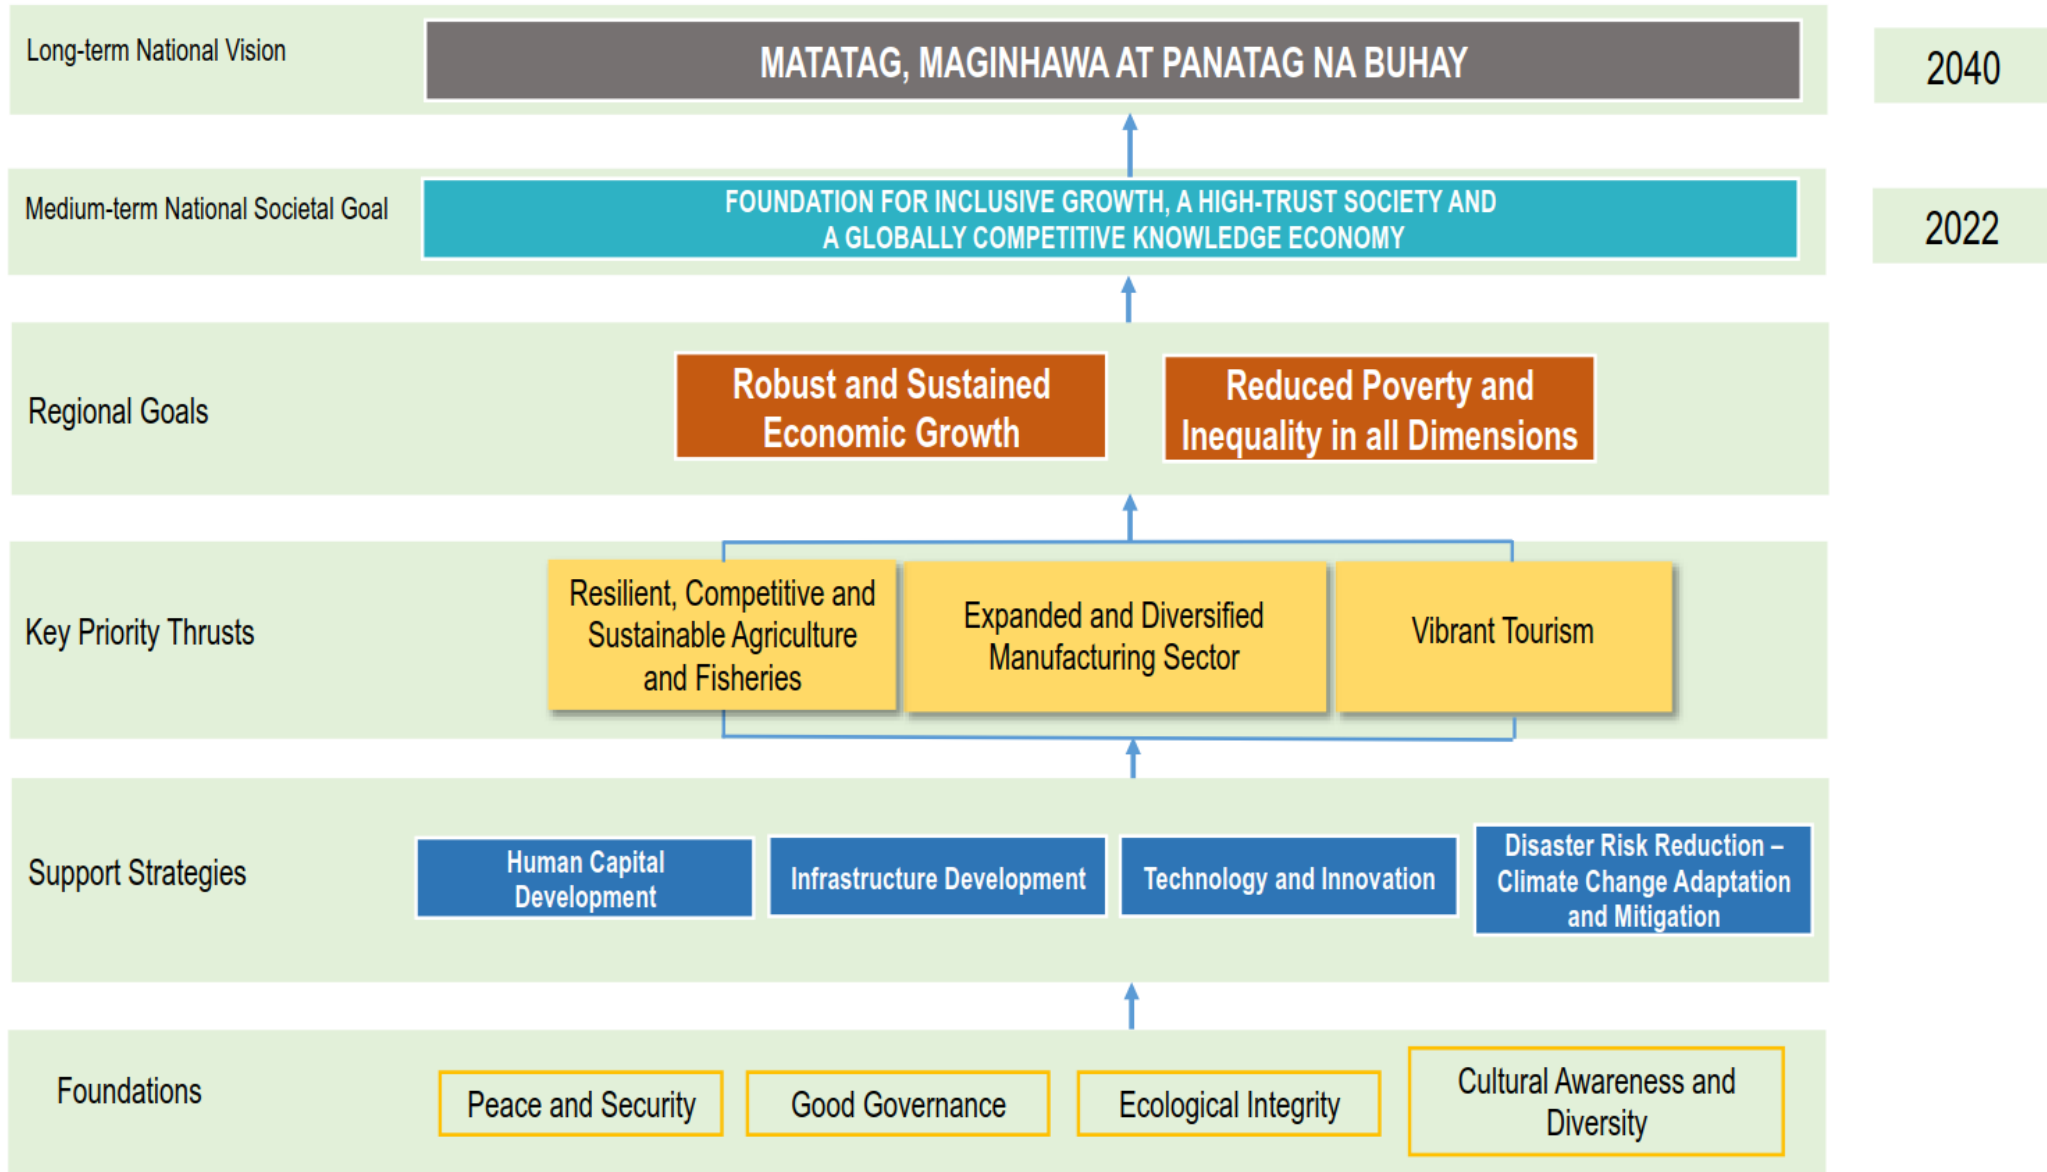 Long-term National Vision
MATATAG, MAGINHAWA AT PANATAG NA BUHAY
2040
Medium-term National Societal Goal
FOUNDATION FOR INCLUSIVE GROWTH, A HIGH-TRUST SOCIETY AND
A GLOBALLY COMPETITIVE KNOWLEDGE ECONOMY
2022
Regional Goals
Robust and Sustained
Economic Growth
Reduced Poverty and
Inequality in all Dimensions
Key Priority Thrusts
Resilient, Competitive and
Sustainable Agriculture
and Fisheries
Expanded and Diversified
Manufacturing Sector
Vibrant Tourism
Support Strategies
Human Capital
Development
Infrastructure Development
Technology and Innovation
Disaster Risk Reduction –
Climate Change Adaptation
and Mitigation
Foundations
Peace and Security
Good Governance
Ecological Integrity
Cultural Awareness and
Diversity